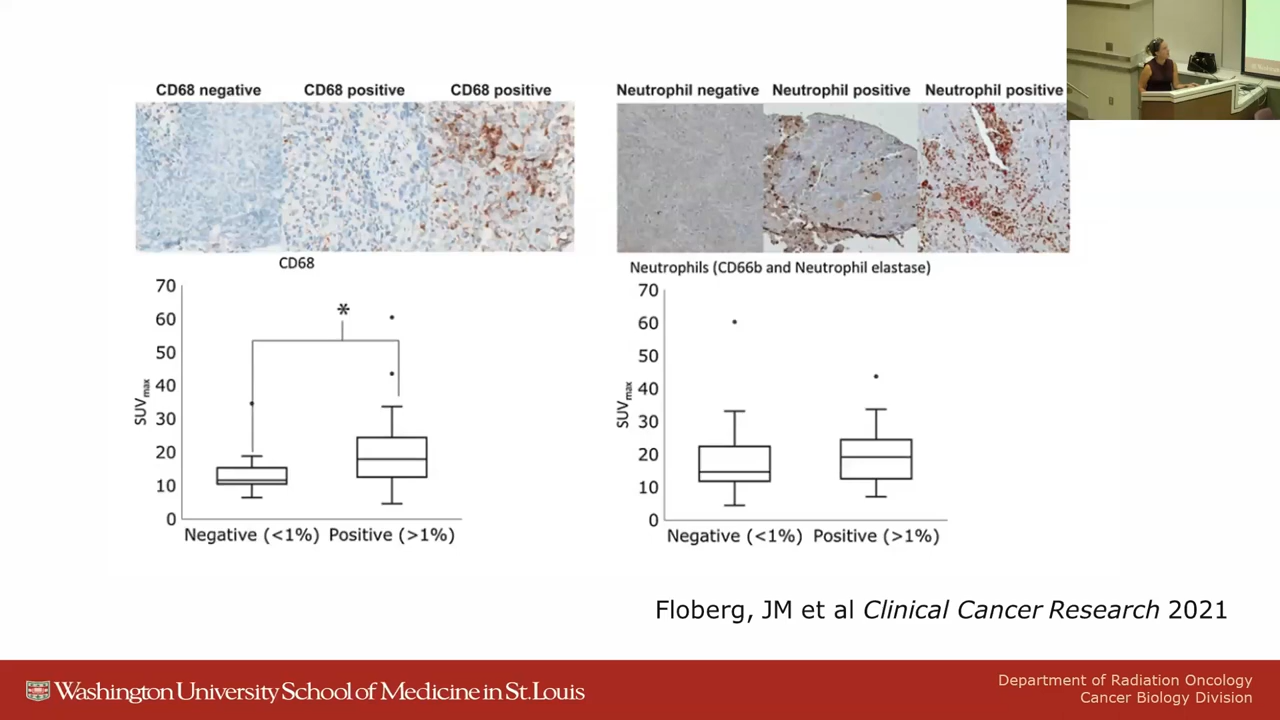 CD68 negative CD68 positive CD68 positive
CD68
70
60
50
40
30
20
10
0
SUVmax
*
Negative (<1%) Positive (>1%)
Neutrophil negative Neutrophil positive Neutrophil positive
Neutrophils (CD66b and Neutrophil elastase)
70
60
50
40
30
20
10
0
SUVmax
Negative (<1%) Positive (>1%)
Floberg, JM et al Clinical Cancer Research 2021
Washington University School of Medicine in St. Louis
Department of Radiation Oncology
Cancer Biology Division